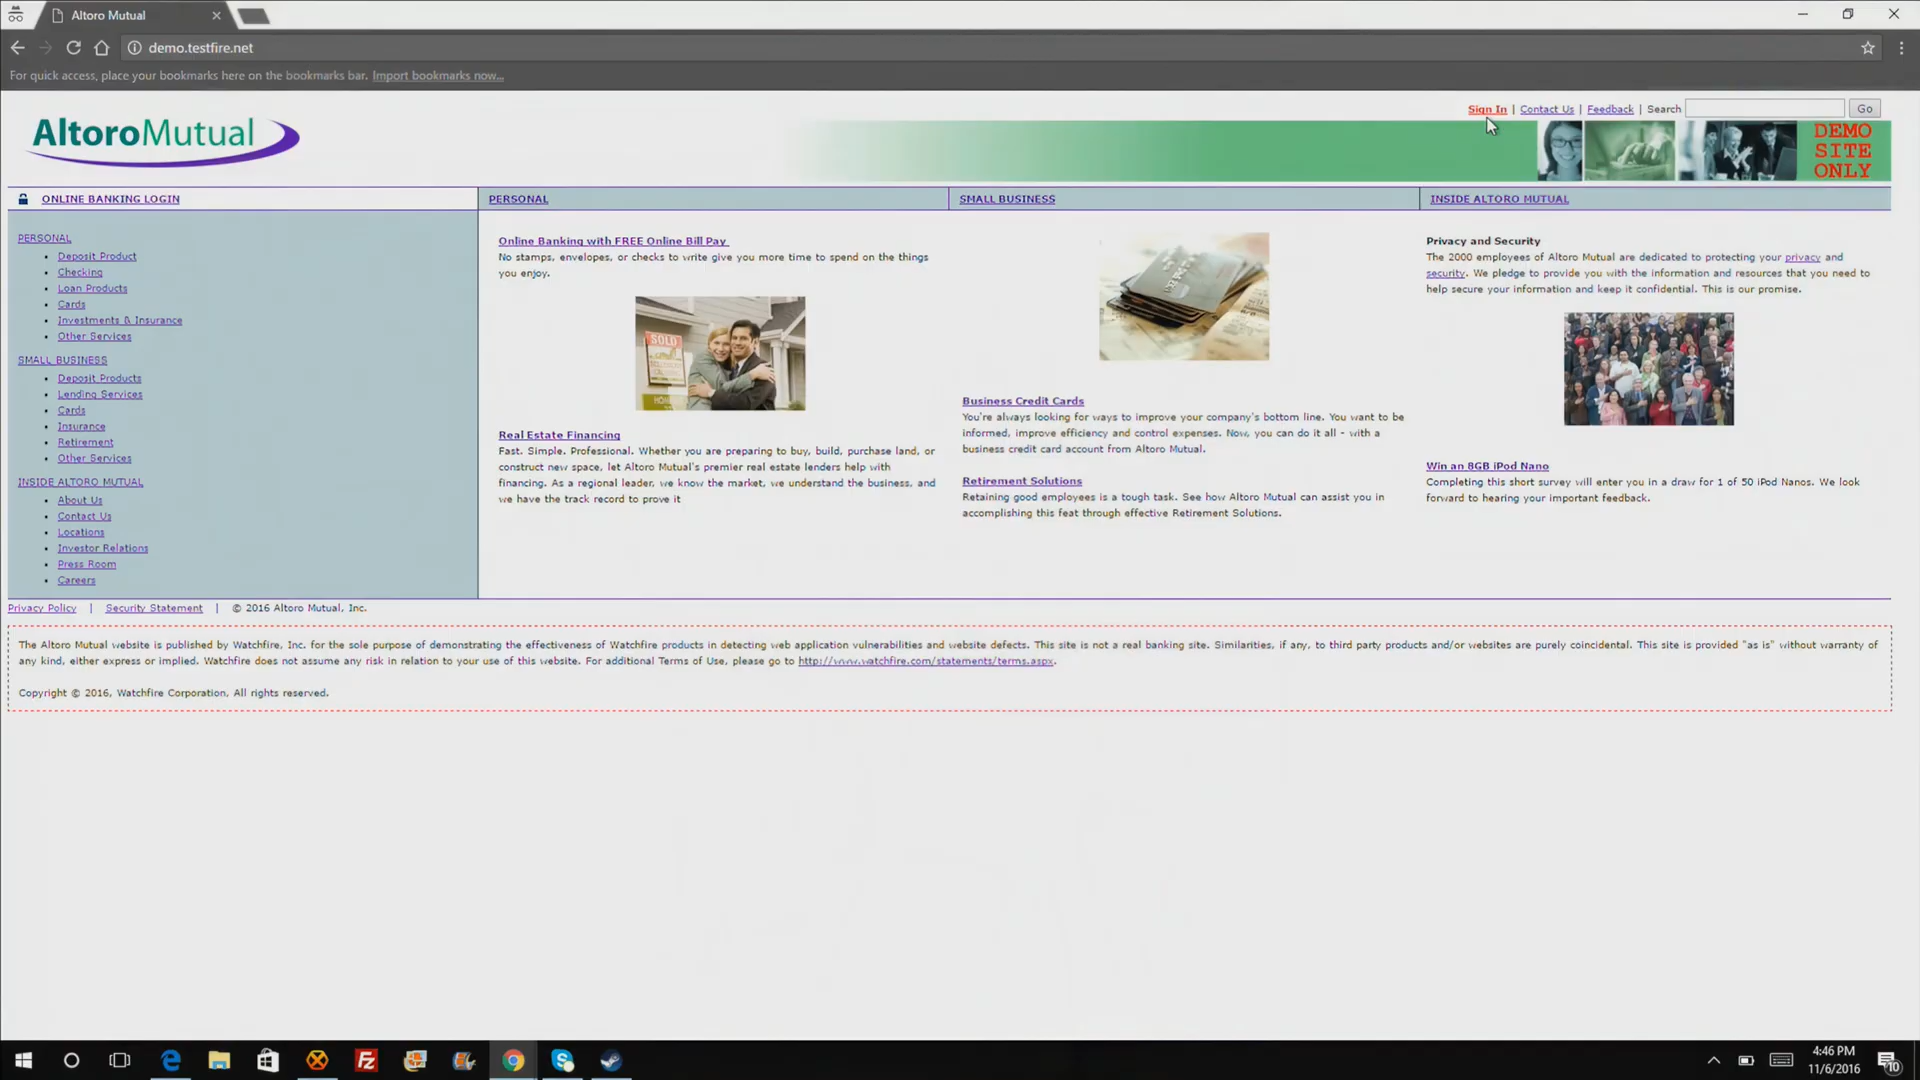 Altoro Mutual
demo.testfire.net
For quick access, place your bookmarks here on the bookmarks bar. Import bookmarks now...
Sign In | Contact Us | Feedback | Search Go
AltoroMutual
DEMO
SITE
ONLY
ONLINE BANKING LOGIN
PERSONAL
SMALL BUSINESS
INSIDE ALTORO MUTUAL
PERSONAL
Deposit Product
Checking
Loan Products
Cards
Investments & Insurance
Other Services
SMALL BUSINESS
Deposit Products
Lending Services
Cards
Insurance
Retirement
Other Services
INSIDE ALTORO MUTUAL
About Us
Contact Us
Locations
Investor Relations
Press Room
Careers
Online Banking with FREE Online Bill Pay
No stamps, envelopes, or checks to write give you more time to spend on the things
you enjoy.
SOLD
Real Estate Financing
Fast. Simple. Professional. Whether you are preparing to buy, build, purchase land, or
construct new space, let Altoro Mutual's premier real estate lenders help with
financing. As a regional leader, we know the market, we understand the business, and
we have the track record to prove it
Business Credit Cards
You're always looking for ways to improve your company's bottom line. You want to be
informed, improve efficiency and control expenses. Now, you can do it all - with a
business credit card account from Altoro Mutual.
Retirement Solutions
Retaining good employees is a tough task. See how Altoro Mutual can assist you in
accomplishing this feat through effective Retirement Solutions.
Privacy and Security
The 2000 employees of Altoro Mutual are dedicated to protecting your privacy and
security. We pledge to provide you with the information and resources that you need to
help secure your information and keep it confidential. This is our promise.
Win an 8GB iPod Nano
Completing this short survey will enter you in a draw for 1 of 50 iPod Nanos. We look
forward to hearing your important feedback.
Privacy Policy | Security Statement | © 2016 Altoro Mutual, Inc.
The Altoro Mutual website is published by Watchfire, Inc. for the sole purpose of demonstrating the effectiveness of Watchfire products in detecting web application vulnerabilities and website defects. This site is not a real banking site. Similarities, if any, to third party products and/or websites are purely coincidental. This site is provided "as is" without warranty of
any kind, either express or implied. Watchfire does not assume any risk in relation to your use of this website. For additional Terms of Use, please go to http://www.watchfire.com/statements/terms.aspx.
Copyright © 2016, Watchfire Corporation, All rights reserved.
4:46 PM
11/6/2016
10